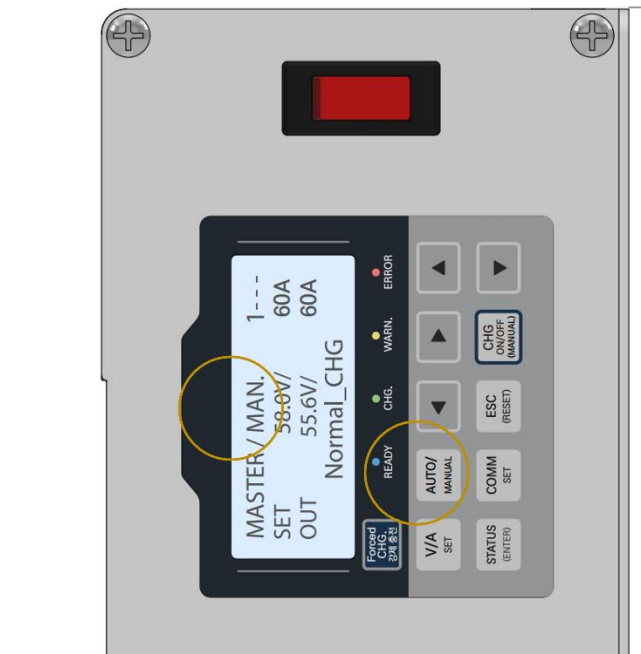 MASTER / MAN. 1---
SET 58.0V/ 60A
OUT 55.6V/ 60A
Normal_CHG
Forced
CHG.
강제 충전
READY
CHG.
WARN.
ERROR
V/A
SET
AUTO/
MANUAL
STATUS
(ENTER)
COMM
SET
ESC
(RESET)
CHG
ON/OFF
(MANUAL)